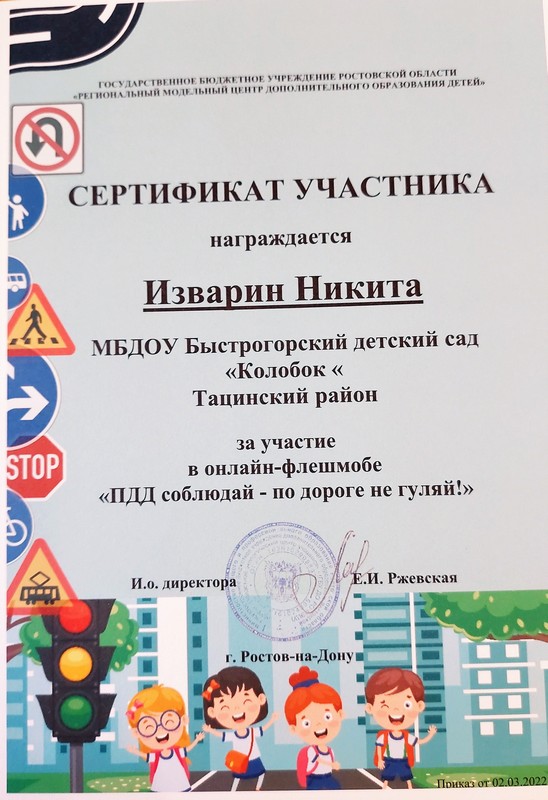 ГОСУДАРСТВЕННОЕ БЮДЖЕТНОЕ УЧРЕЖДЕНИЕ РОСТОВСКОЙ ОБЛАСТИ
«РЕГИОНАЛЬНЫЙ МОДЕЛЬНЫЙ ЦЕНТР ДОПОЛНИТЕЛЬНОГО ОБРАЗОВАНИЯ ДЕТЕЙ»
СЕРТИФИКАТ УЧАСТНИКА
награждается
Изварин Никита
МБДОУ Быстрогорский детский сад
«Колобок «
Тацинский район
STOP
за участие
в онлайн-флешмобе
«ПДД соблюдай - по дороге не гуляй!»
И.о. директора Е.И. Ржевская
г. Ростов-на-Дону
Приказ от 02.03.2022